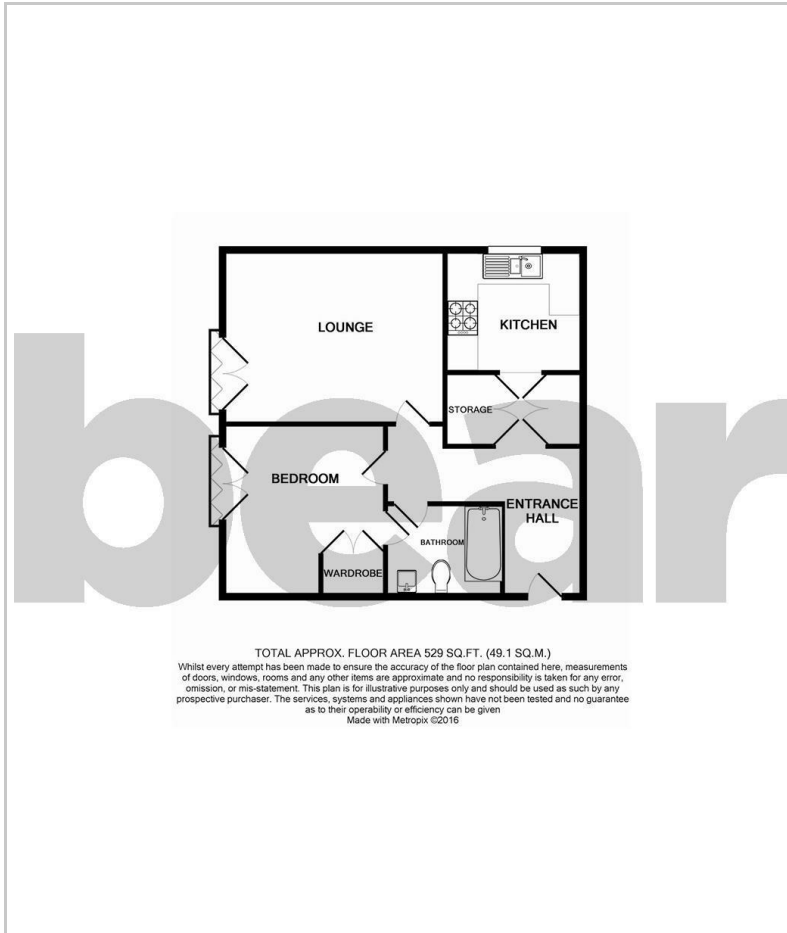 LOUNGE
KITCHEN
STORAGE
BEDROOM
ENTRANCE
HALL
BATHROOM
WARDROBE
bear
TOTAL APPROX. FLOOR AREA 529 SQ.FT. (49.1 SQ.M.)
Whilst every attempt has been made to ensure the accuracy of the floor plan contained here, measurements
of doors, windows, rooms and any other items are approximate and no responsibility is taken for any error,
omission, or mis-statement. This plan is for illustrative purposes only and should be used as such by any
prospective purchaser. The services, systems and appliances shown have not been tested and no guarantee
as to their operability or efficiency can be given
Made with Metropix ©2016